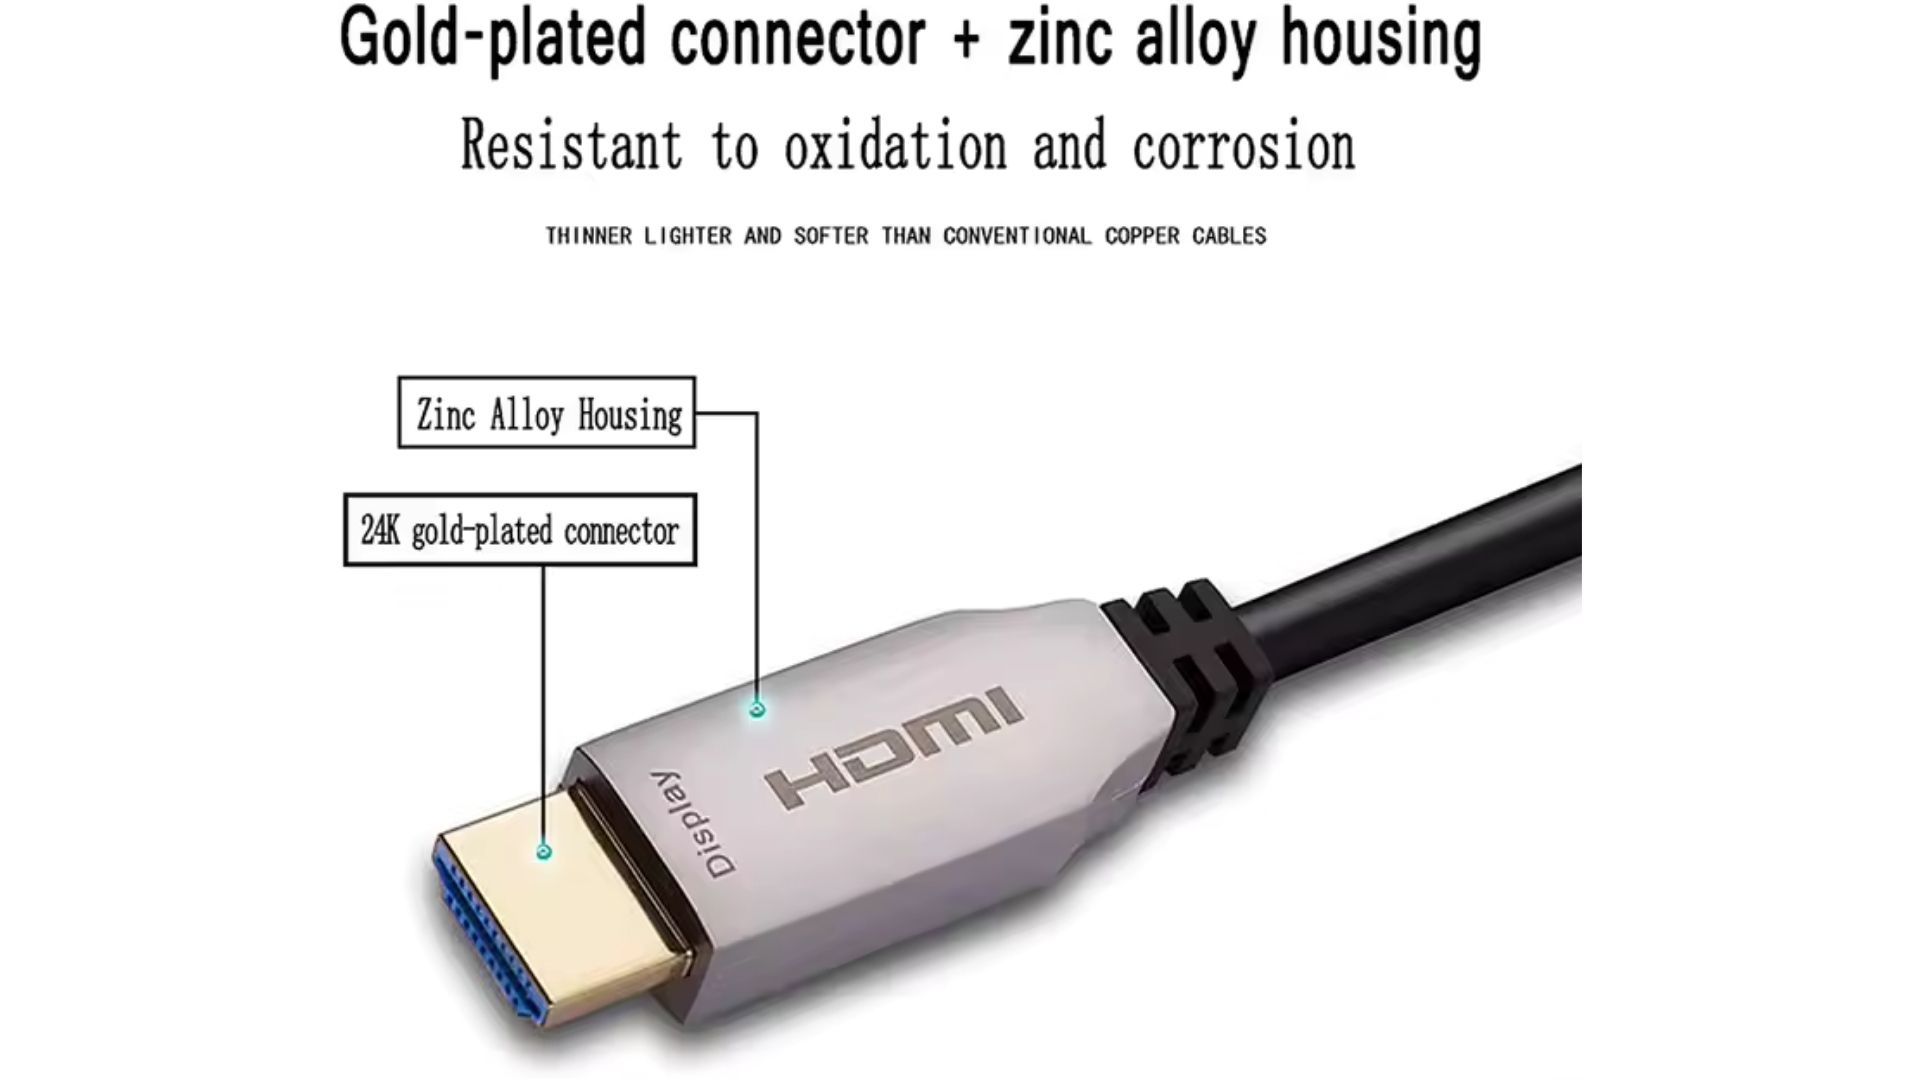 Gold-plated connector + zinc alloy housing
Resistant to oxidation and corrosion
THINNER LIGHTER AND SOFTER THAN CONVENTIONAL COPPER CABLES
Zinc Alloy Housing
24K gold-plated connector
HDMI
Display